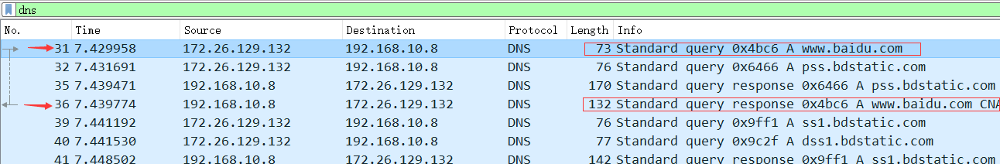 dns
No. Time Source Destination Protocol Length Info
31 7.429958 172.26.129.132 192.168.10.8 DNS 73 Standard query 0x4bc6 A www.baidu.com
32 7.431691 172.26.129.132 192.168.10.8 DNS 76 Standard query 0x6466 A pss.bdstatic.com
35 7.439471 192.168.10.8 172.26.129.132 DNS 170 Standard query response 0x6466 A pss.bdstatic.com
36 7.439774 192.168.10.8 172.26.129.132 DNS 132 Standard query response 0x4bc6 A www.baidu.com CNA
39 7.441192 172.26.129.132 192.168.10.8 DNS 76 Standard query 0x9ff1 A ss1.bdstatic.com
40 7.441530 172.26.129.132 192.168.10.8 DNS 77 Standard query 0x9c2f A dss1.bdstatic.com
41 7.448502 192.168.10.8 172.26.129.132 DNS 142 Standard query response 0x9ff1 A ss1.bdstatic.com